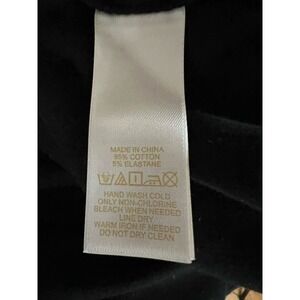 MADE IN CHINA
95% COTTON
5% ELASTANE
HAND WASH COLD
ONLY NON-CHLORINE
BLEACH WHEN NEEDED
LINE DRY
WARM IRON IF NEEDED
DO NOT DRY CLEAN